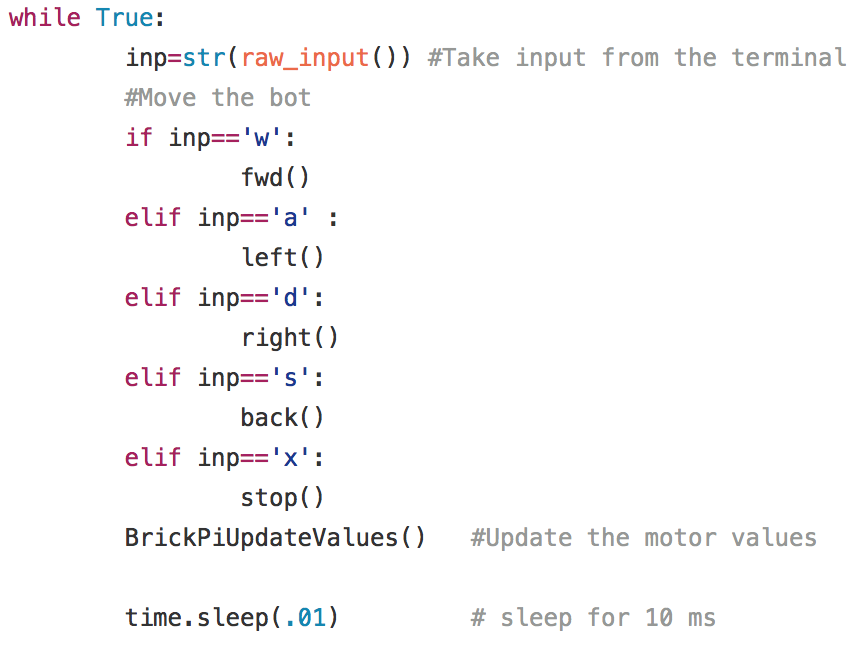 while True:
        inp=str(raw_input()) #Take input from the terminal
        #Move the bot
        if inp=='w':
                fwd()
        elif inp=='a' :
                left()
        elif inp=='d':
                right()
        elif inp=='s':
                back()
        elif inp=='x':
                stop()
        BrickPiUpdateValues()   #Update the motor values

        time.sleep(.01)         # sleep for 10 ms